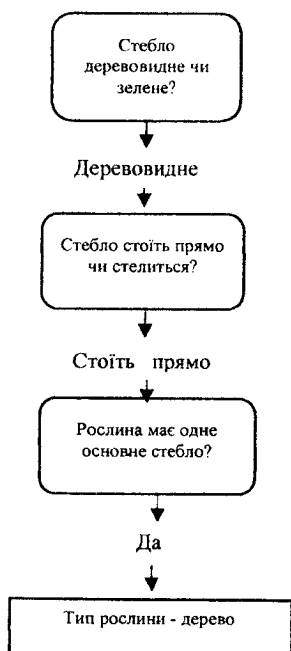 Стебло
деревовидне чи
зелене?
Деревовидне
Стебло стоїть прямо
чи стелиться?
Стоїть прямо
Рослина має одне
основне стебло?
Да
Тип рослини - дерево